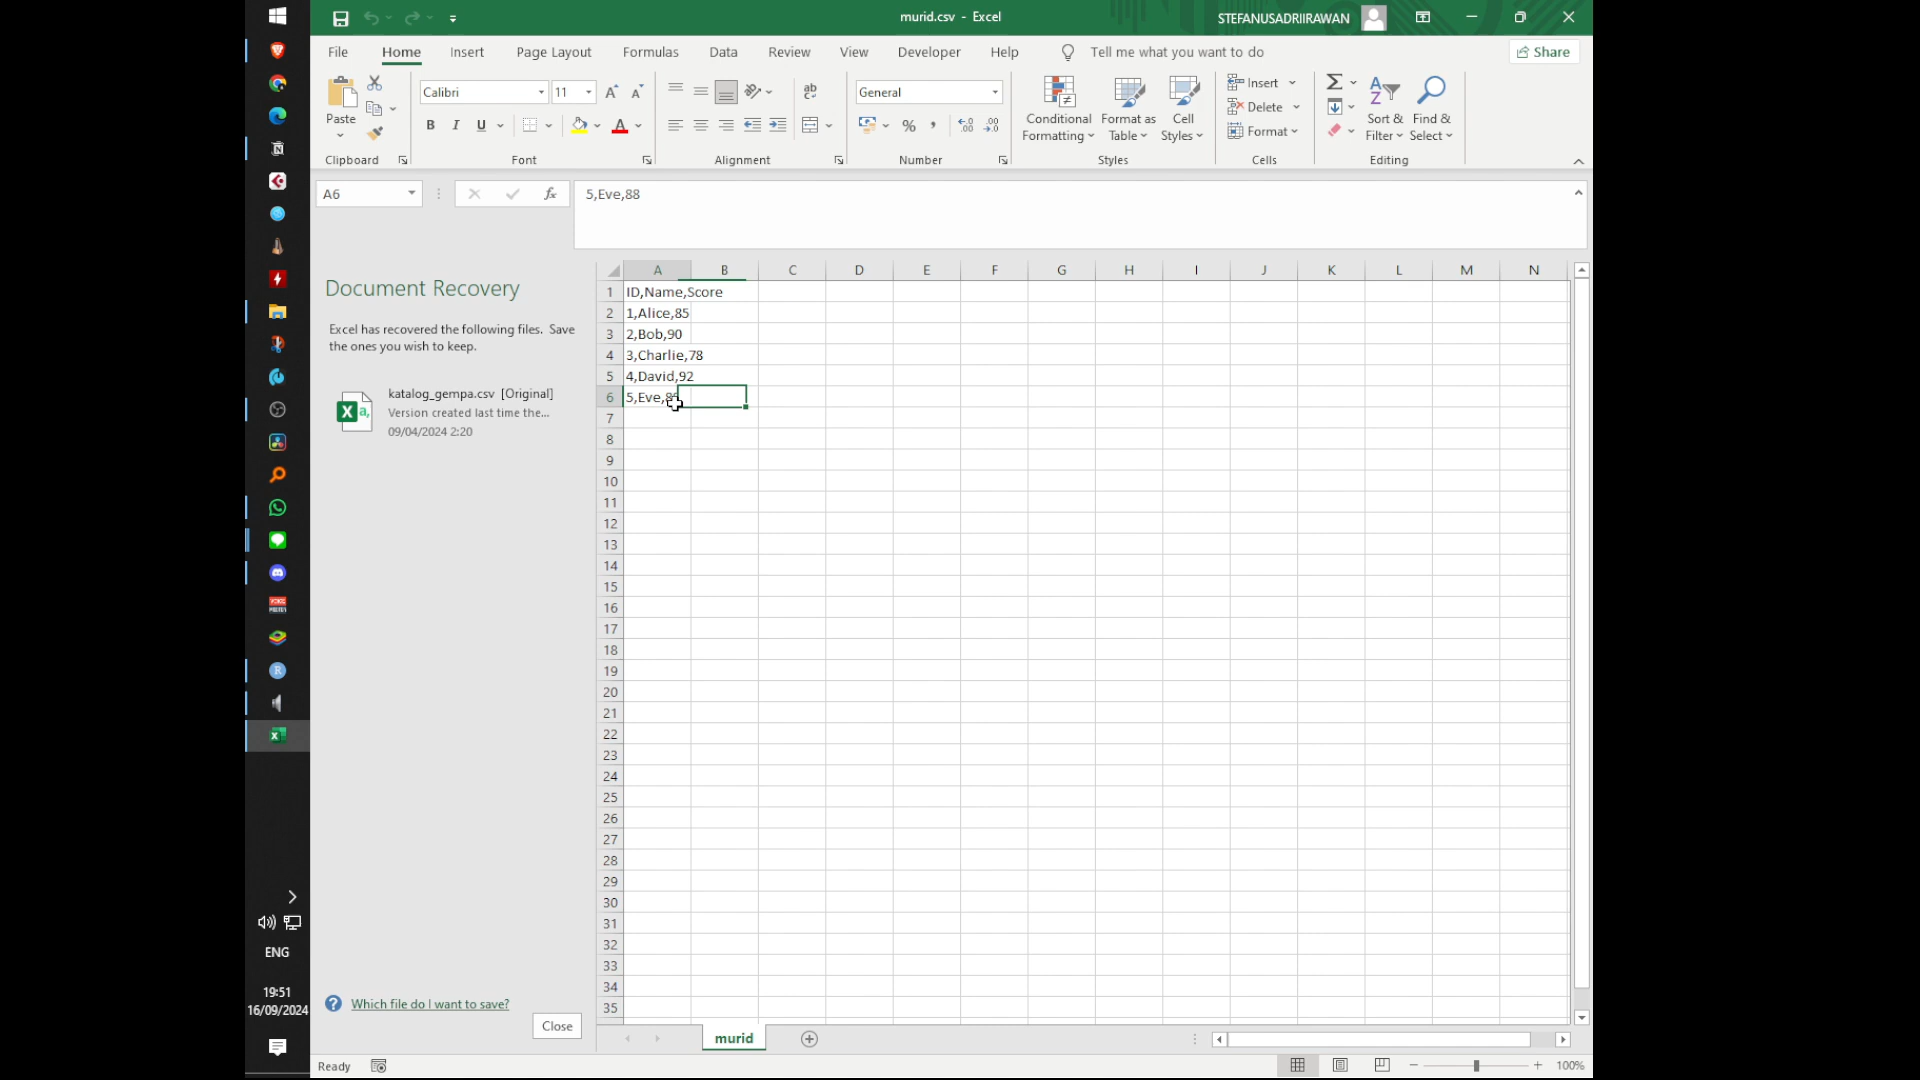 murid.csv - Excel
STEFANUSADRIIRAWAN
File Home Insert Page Layout Formulas Data Review View Developer Help Tell me what you want to do Share
Paste
Clipboard
Calibri 11
B I U
Font
ab
Alignment
General
%
Number
Conditional Formatting
Format as Table
Cell Styles
Styles
Insert
Delete
Format
Cells
Sort & Filter
Find & Select
Editing
A6
fx
5,Eve,88
Document Recovery
Excel has recovered the following files. Save
the ones you wish to keep.
katalog_gempa.csv [Original]
Version created last time the...
09/04/2024 2:20
Which file do I want to save?
Close
A B C D E F G H I J K L M N
1 ID,Name,Score
2 1,Alice,85
3 2,Bob,90
4 3,Charlie,78
5 4,David,92
6 5,Eve,
7
8
9
10
11
12
13
14
15
16
17
18
19
20
21
22
23
24
25
26
27
28
29
30
31
32
33
34
35
murid
Ready
100%
ENG
19:51
16/09/2024